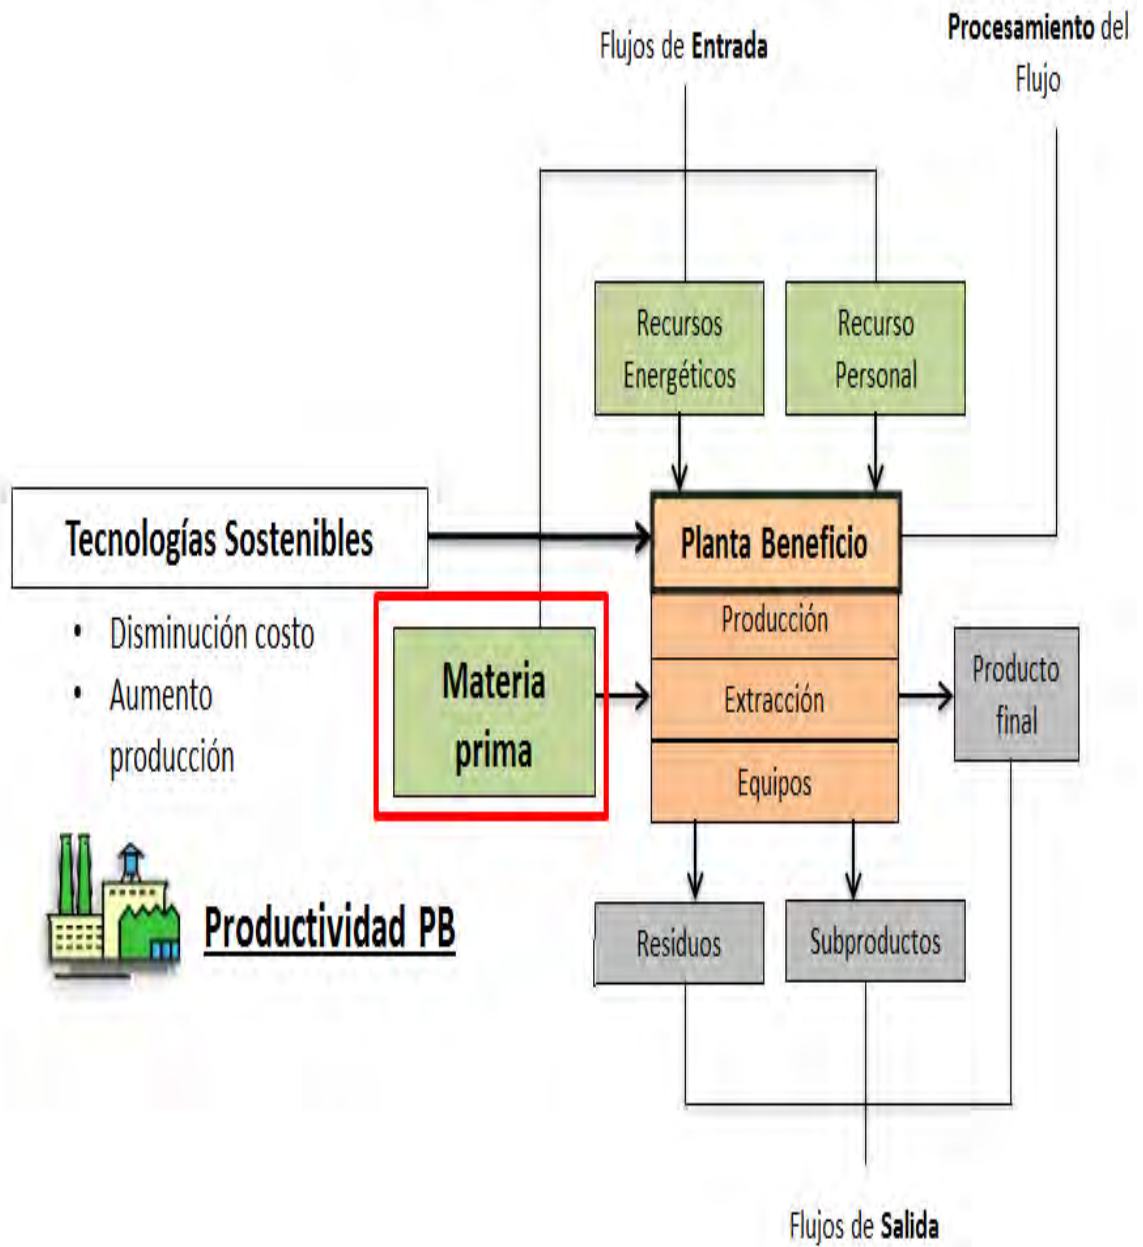 Flujos de Entrada
Procesamiento del
Flujo
Recursos
Energéticos
Recurso
Personal
Tecnologías Sostenibles
• Disminución costo
• Aumento
producción
Planta Beneficio
Producción
Extracción
Equipos
Materia
prima
Producto
final
Productividad PB
Residuos
Subproductos
Flujos de Salida